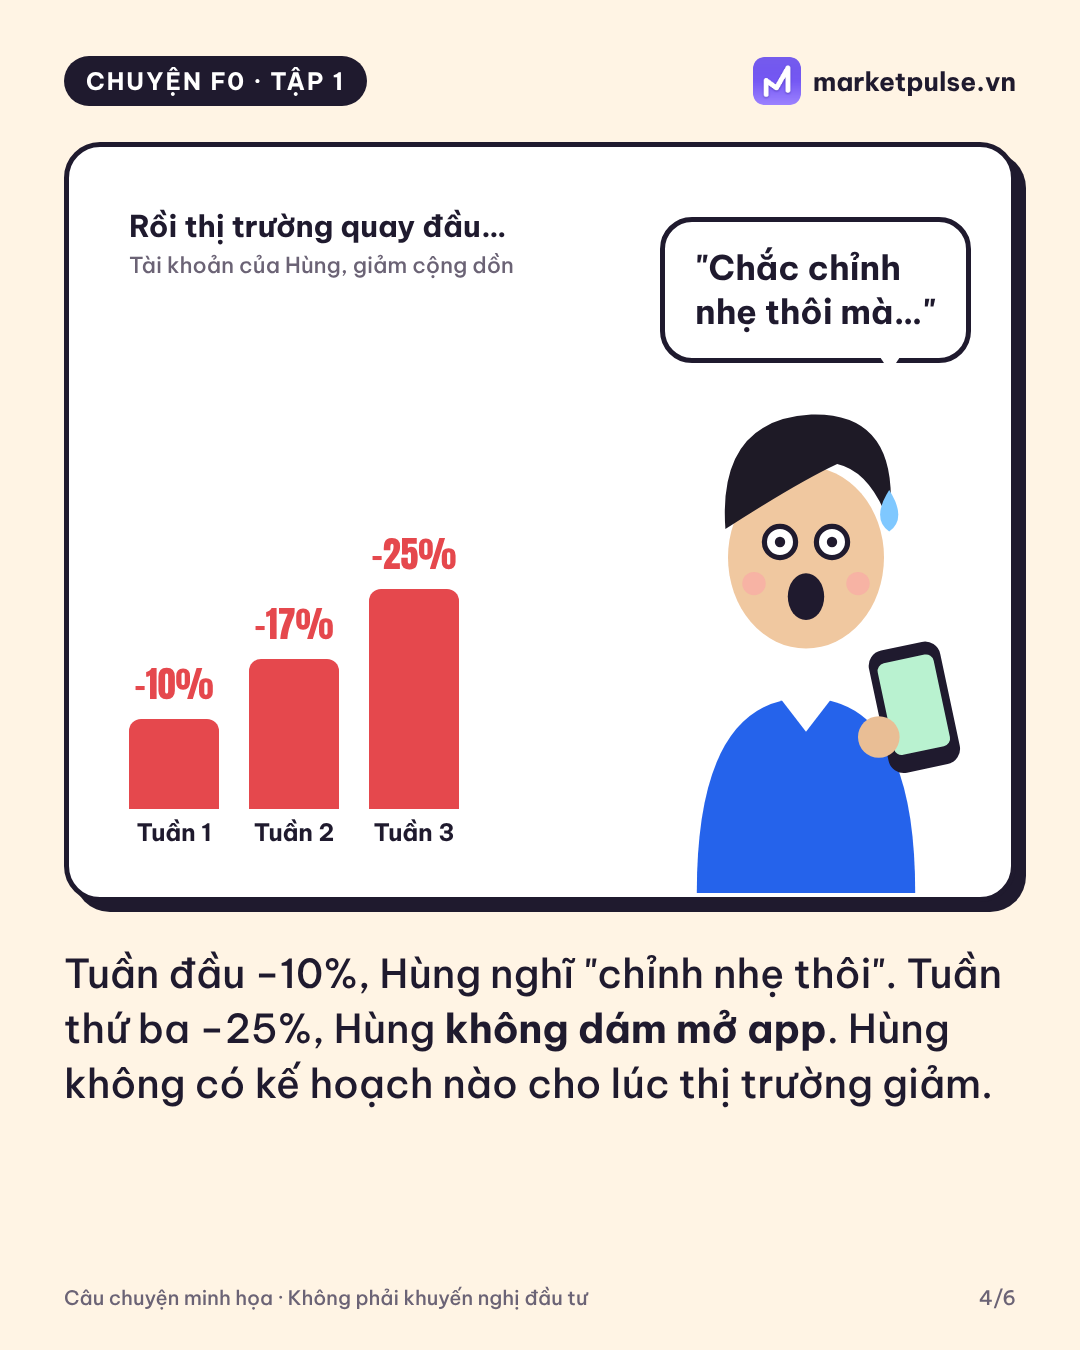 CHUYỆN F0 · TẬP 1
marketpulse.vn
Rồi thị trường quay đầu...
Tài khoản của Hùng, giảm cộng dồn
"Chắc chỉnh
nhẹ thôi mà..."
-25%
-17%
-10%
Tuần 1
Tuần 2
Tuần 3
Tuần đầu −10%, Hùng nghĩ "chỉnh nhẹ thôi". Tuần
thứ ba −25%, Hùng không dám mở app. Hùng
không có kế hoạch nào cho lúc thị trường giảm.
Câu chuyện minh họa · Không phải khuyến nghị đầu tư
4/6